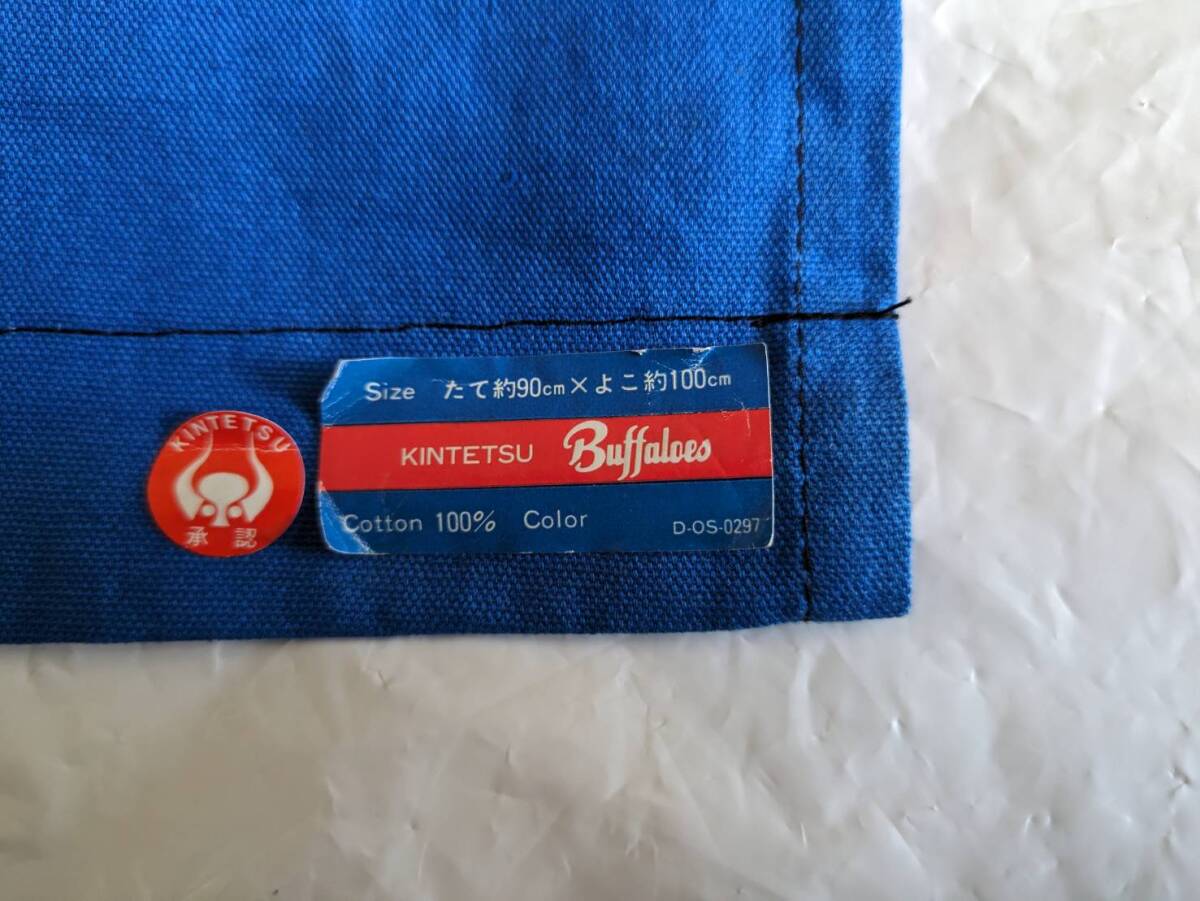 KINTETSU
承認
Size たて約90cm×よこ約100cm
KINTETSU Buffaloes
Cotton 100% Color D-OS-0297